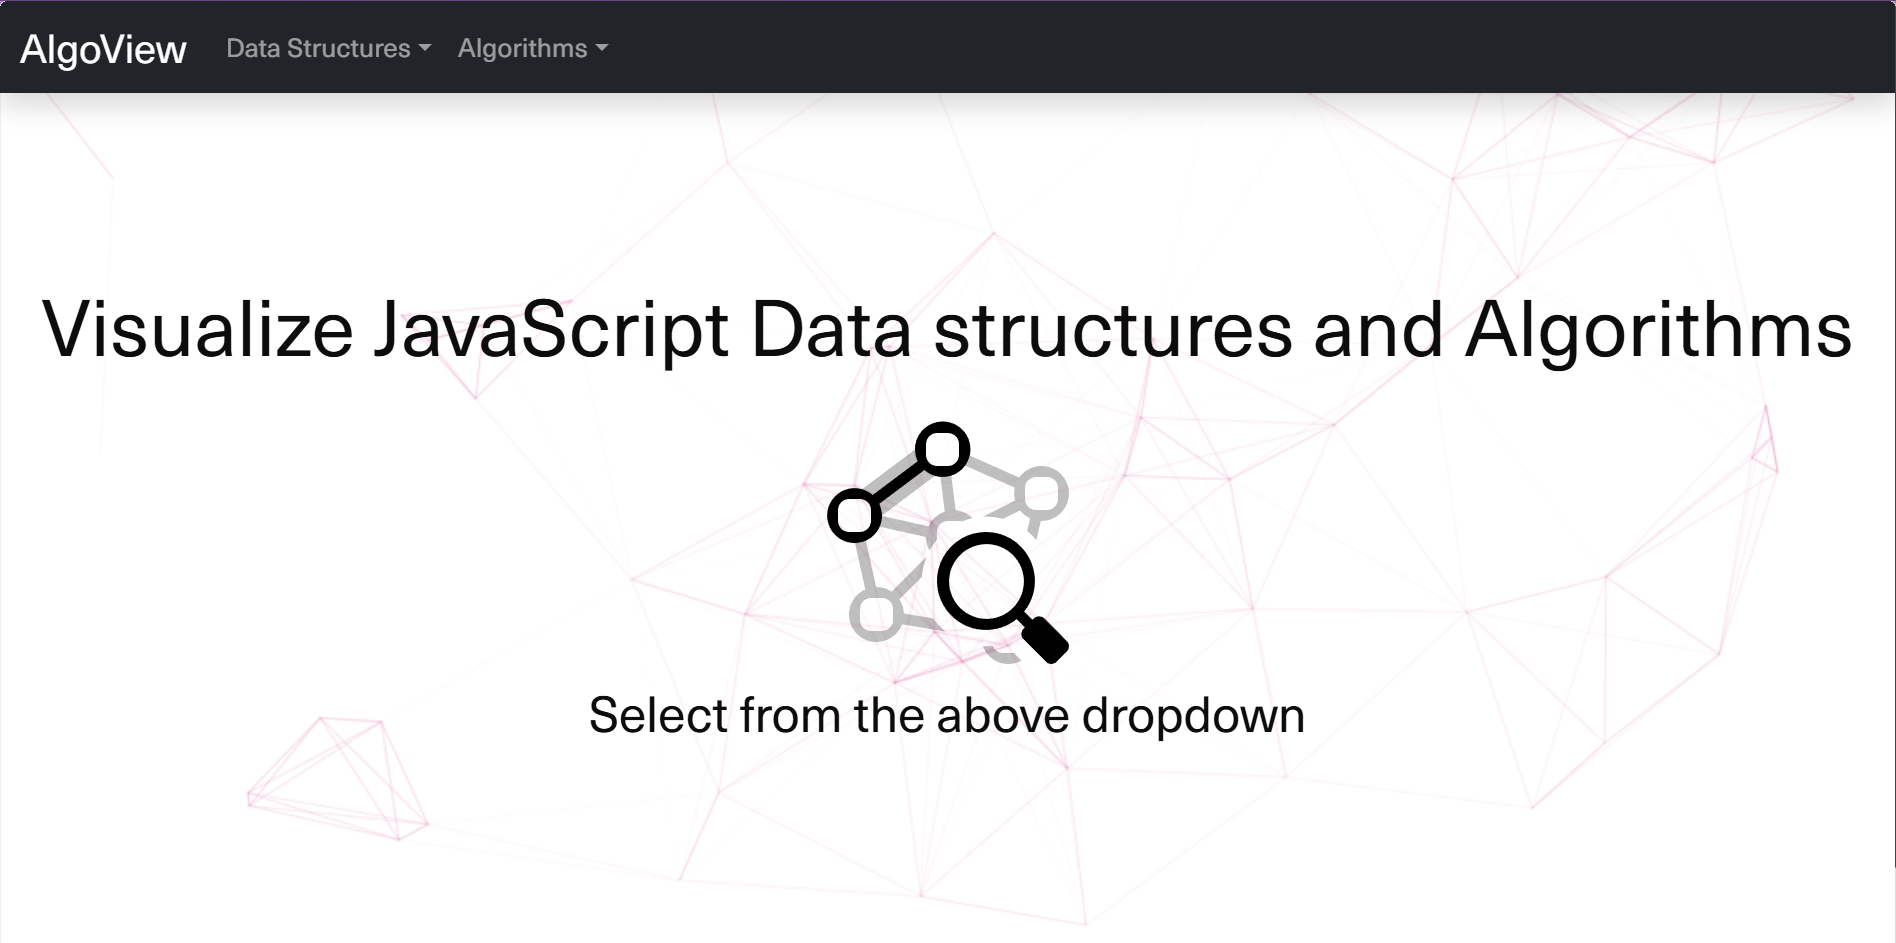 AlgoView Data Structures Algorithms
Visualize JavaScript Data structures and Algorithms
Select from the above dropdown